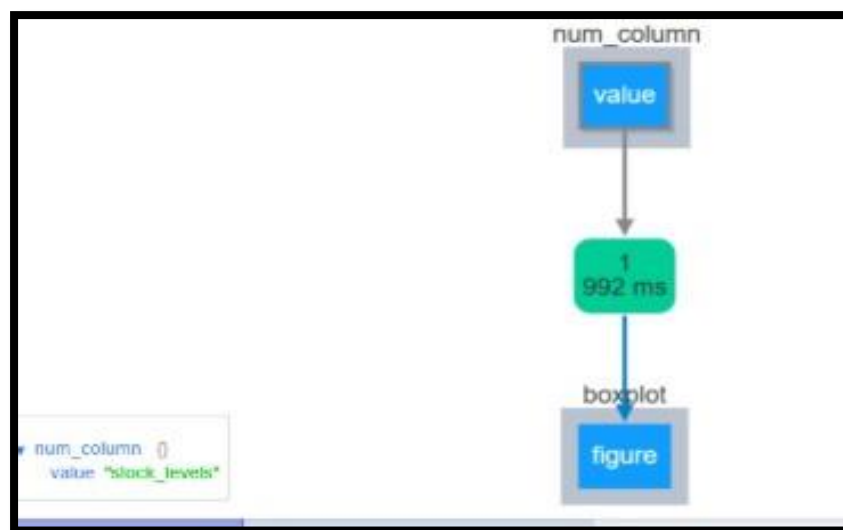 num_column
value
1
992 ms
boxplot
figure
num_column {}
value "stock_levels"